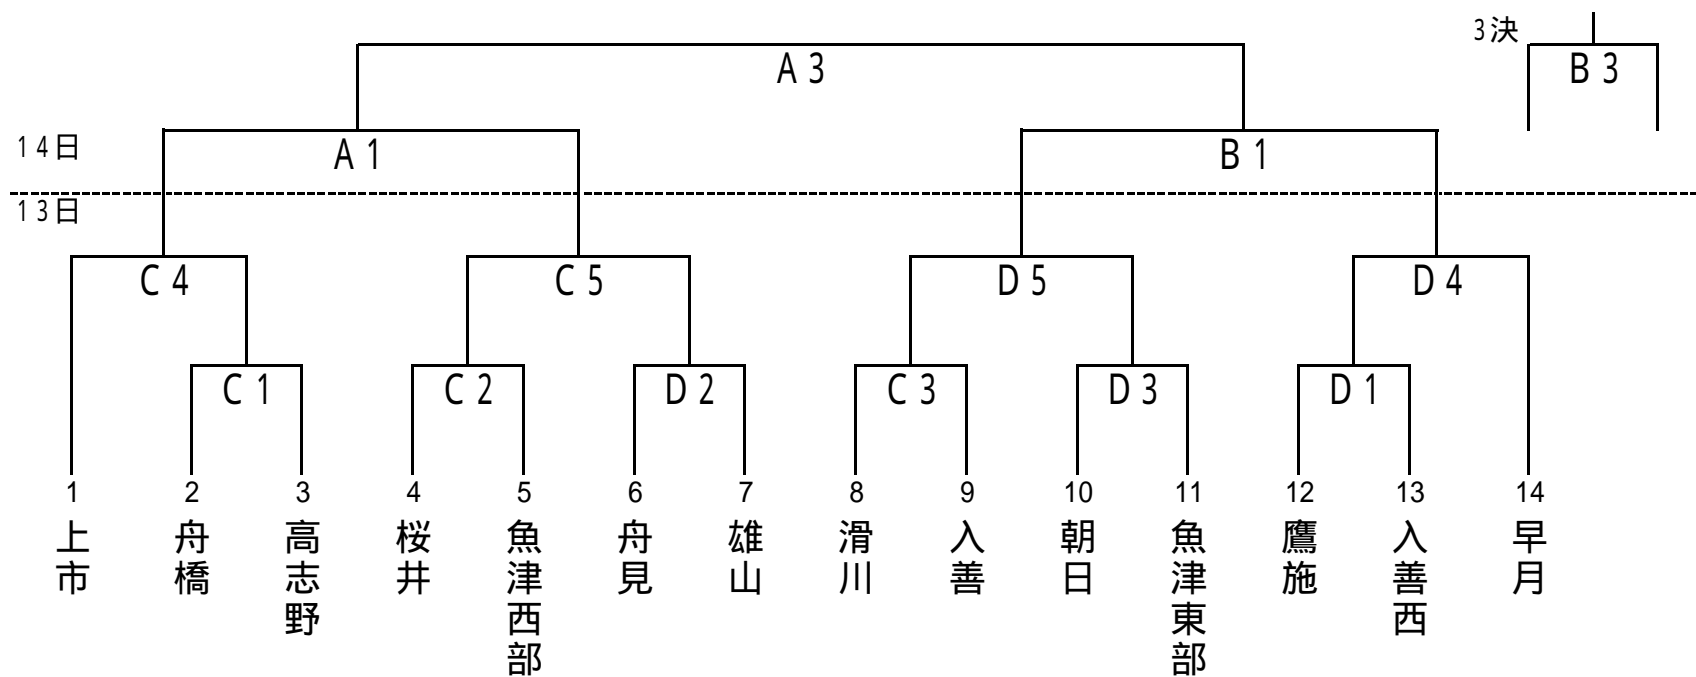 3決
A3
B3
14日
A1
B1
13日
C4
C5
D5
D4
C1
C2
D2
C3
D3
D1
1
2
3
4
5
6
7
8
9
10
11
12
13
14
上市
舟橋
高志野
桜井
魚津西部
舟見
雄山
滑川
入善
朝日
魚津東部
鷹施
入善西
早月